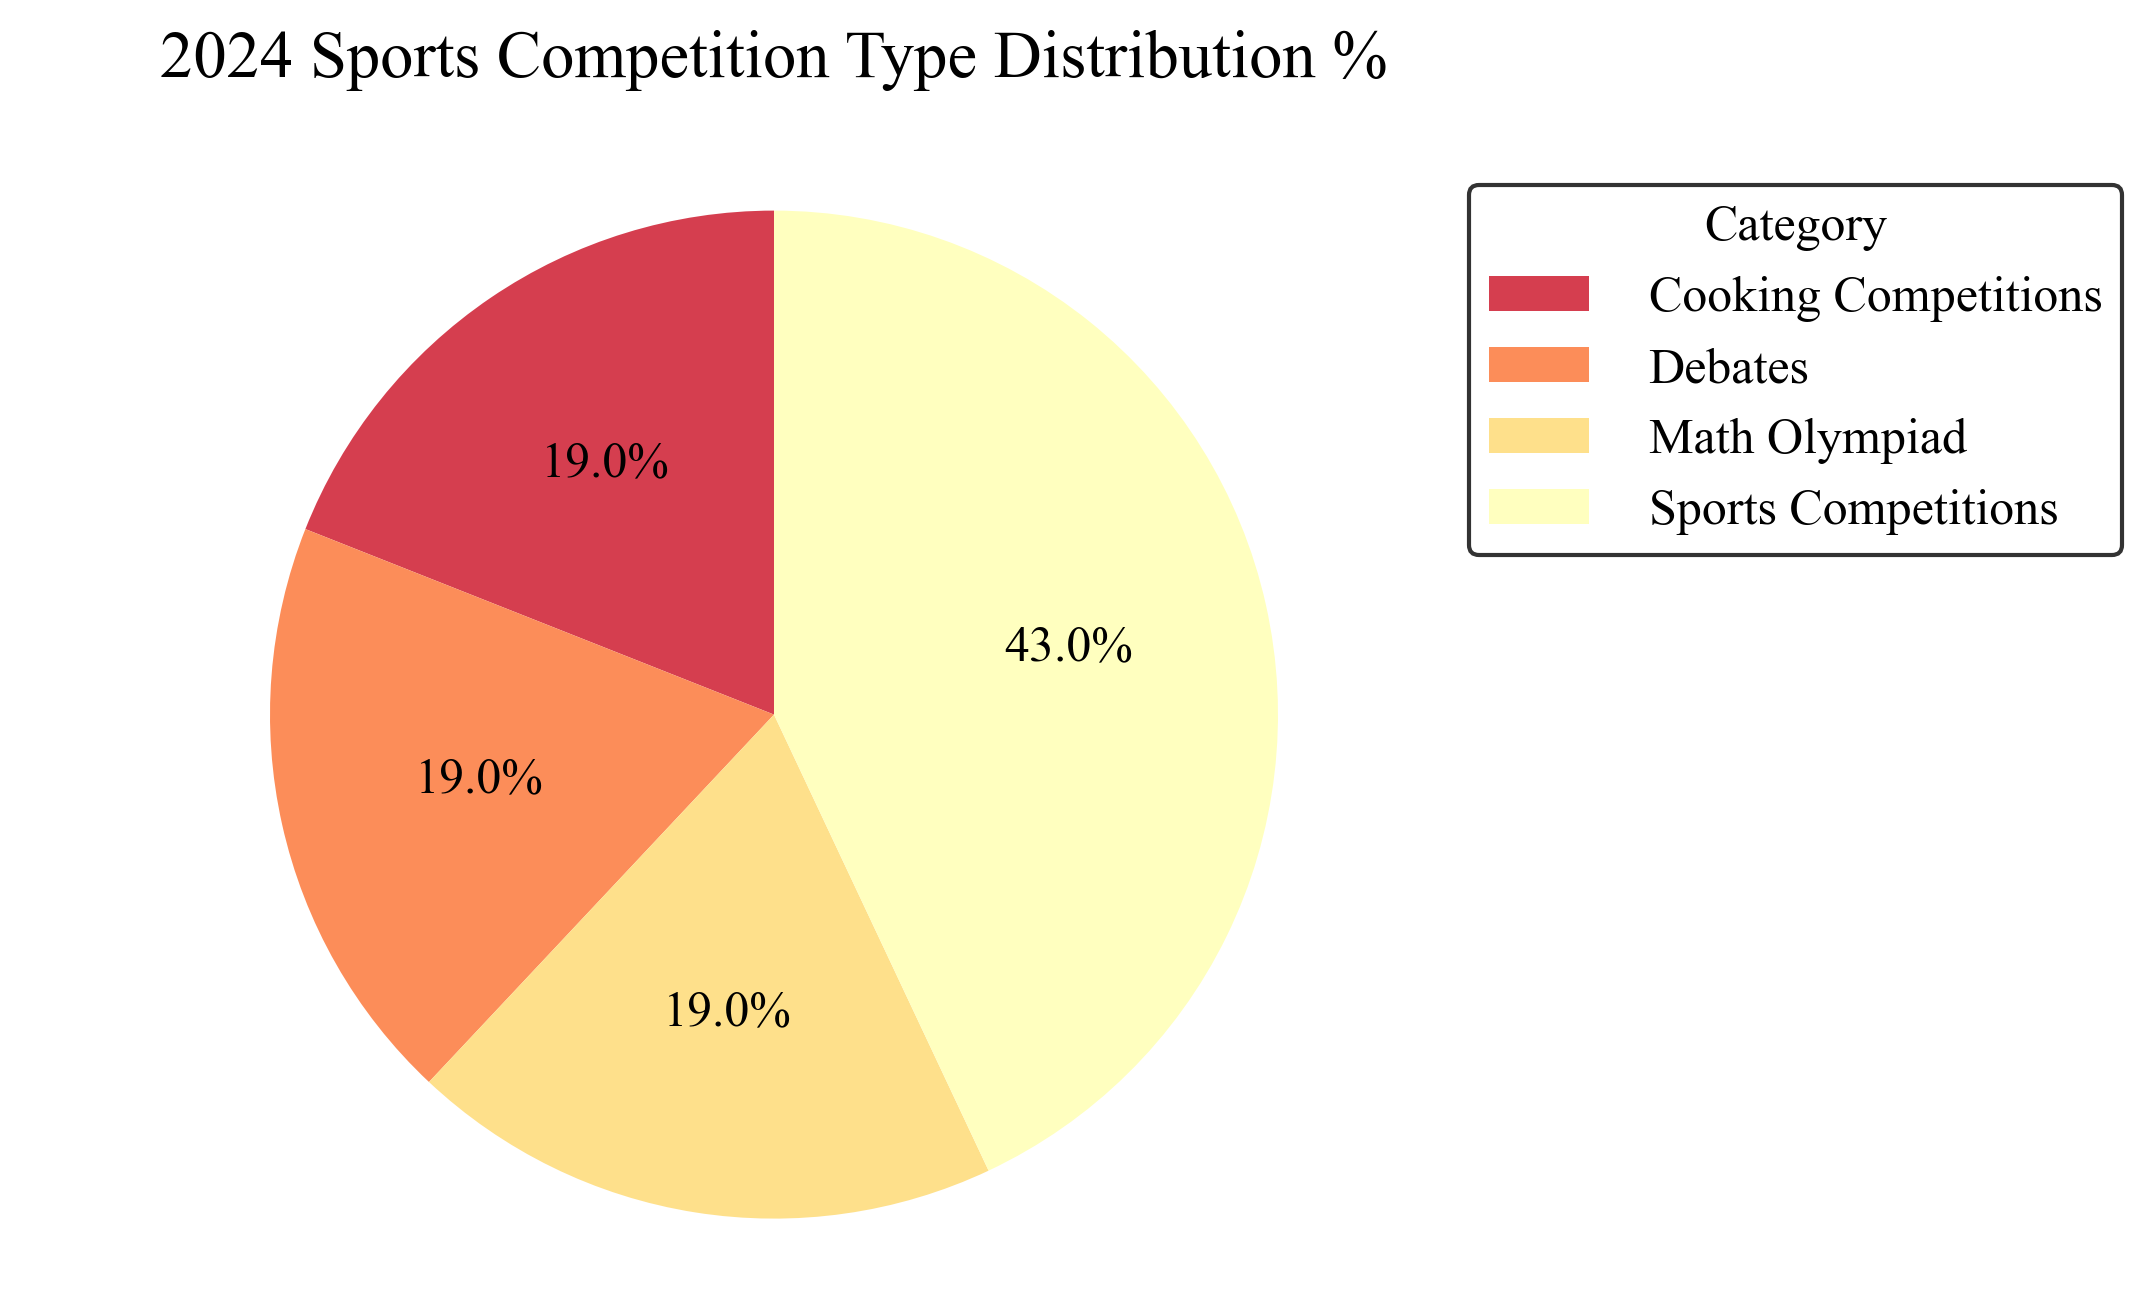 2024 Sports Competition Type Distribution %
Category
Cooking Competitions
Debates
Math Olympiad
Sports Competitions
19.0%
43.0%
19.0%
19.0%